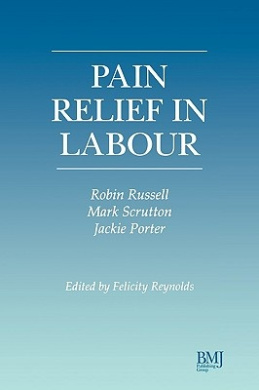 PAIN
RELIEF IN
LABOUR
Robin Russell
Mark Scrutton
Jackie Porter
Edited by Felicity Reynolds
BMJ
Publishing
Group